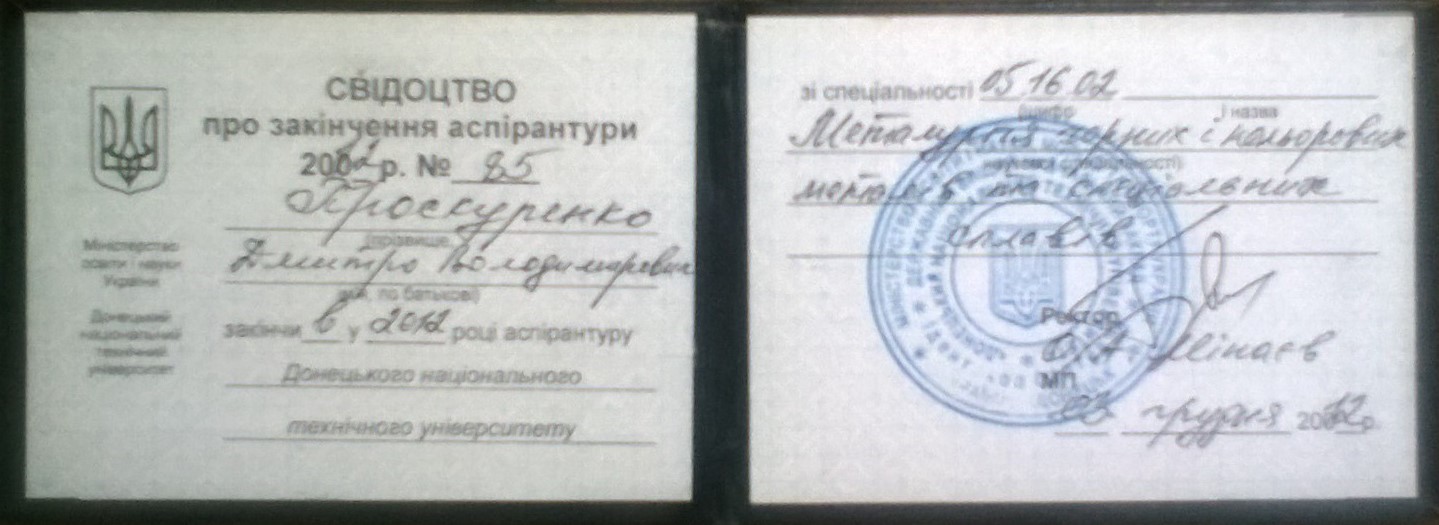 СВІДОЦТВО
про закінчення аспірантури
2012 р. № 85
Проскуренко
(прізвище,
Дмитро Володимирович
ім'я, по батькові)
Міністерство
освіти і науки
України
Донецький
національний
технічний
університет
закінчив у 2012 році аспірантуру
Донецького національного
технічного університету
зі спеціальності 05 16 02
(шифр і назва
Металургія чорних і кольорових
наукової спеціальності)
металів та спеціальних
сплавів
Ректор
О.А. Мінаєв
МП
грудня 2012 р.